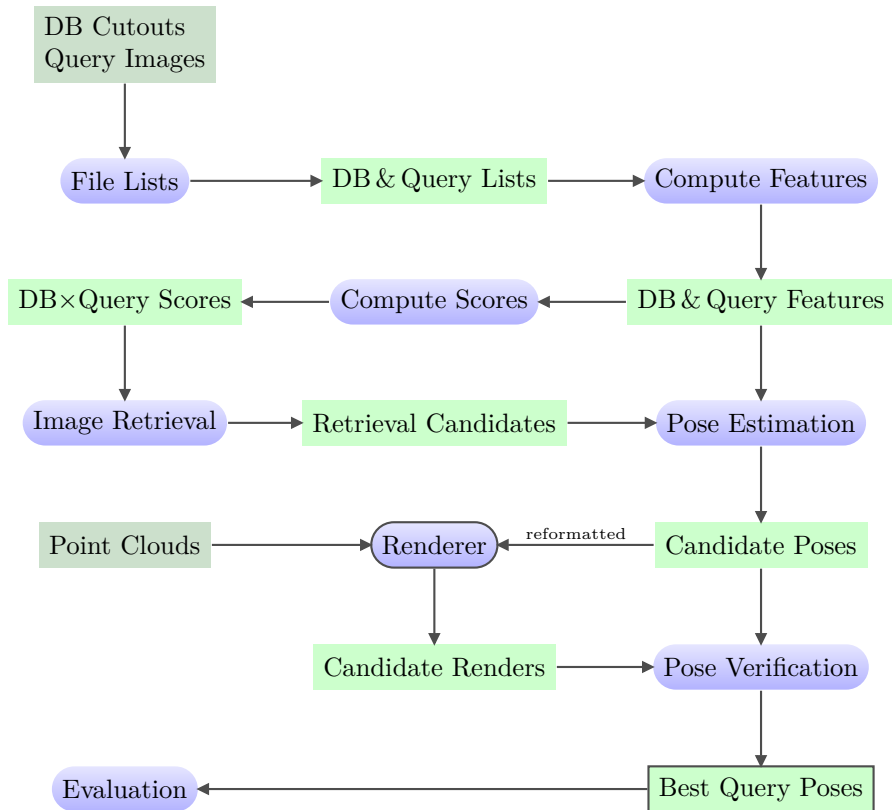 DB Cutouts
Query Images
File Lists
DB & Query Lists
Compute Features
DB×Query Scores
Compute Scores
DB & Query Features
Image Retrieval
Retrieval Candidates
Pose Estimation
Point Clouds
Renderer
reformatted
Candidate Poses
Candidate Renders
Pose Verification
Evaluation
Best Query Poses